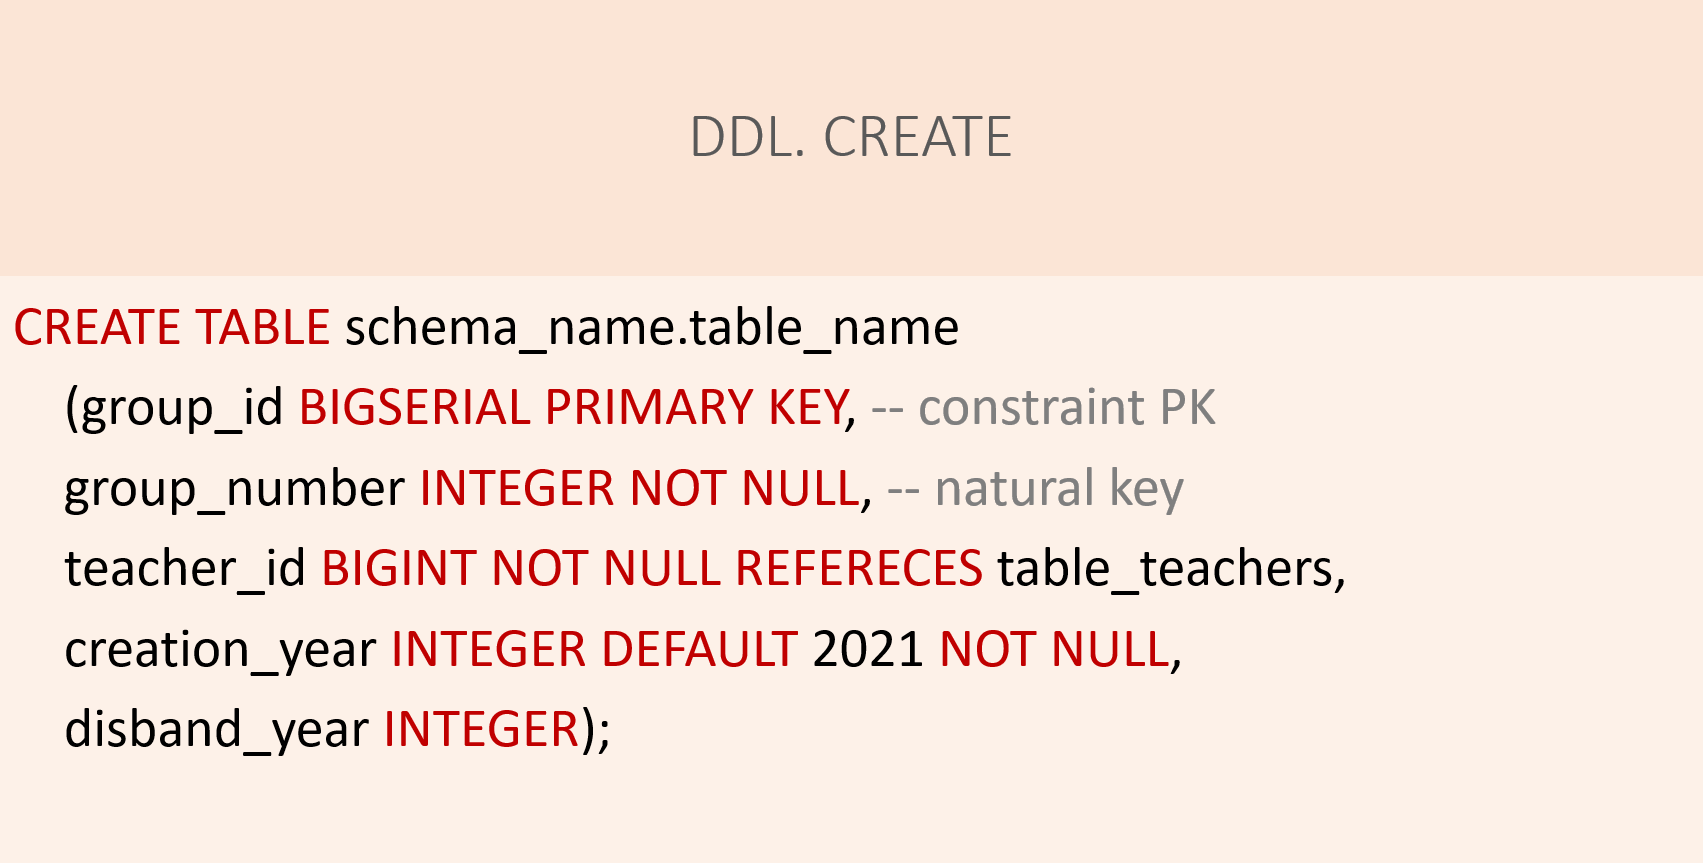 DDL. CREATE
CREATE TABLE schema_name.table_name
(group_id BIGSERIAL PRIMARY KEY, -- constraint PK
group_number INTEGER NOT NULL, -- natural key
teacher_id BIGINT NOT NULL REFERECES table_teachers,
creation_year INTEGER DEFAULT 2021 NOT NULL,
disband_year INTEGER);